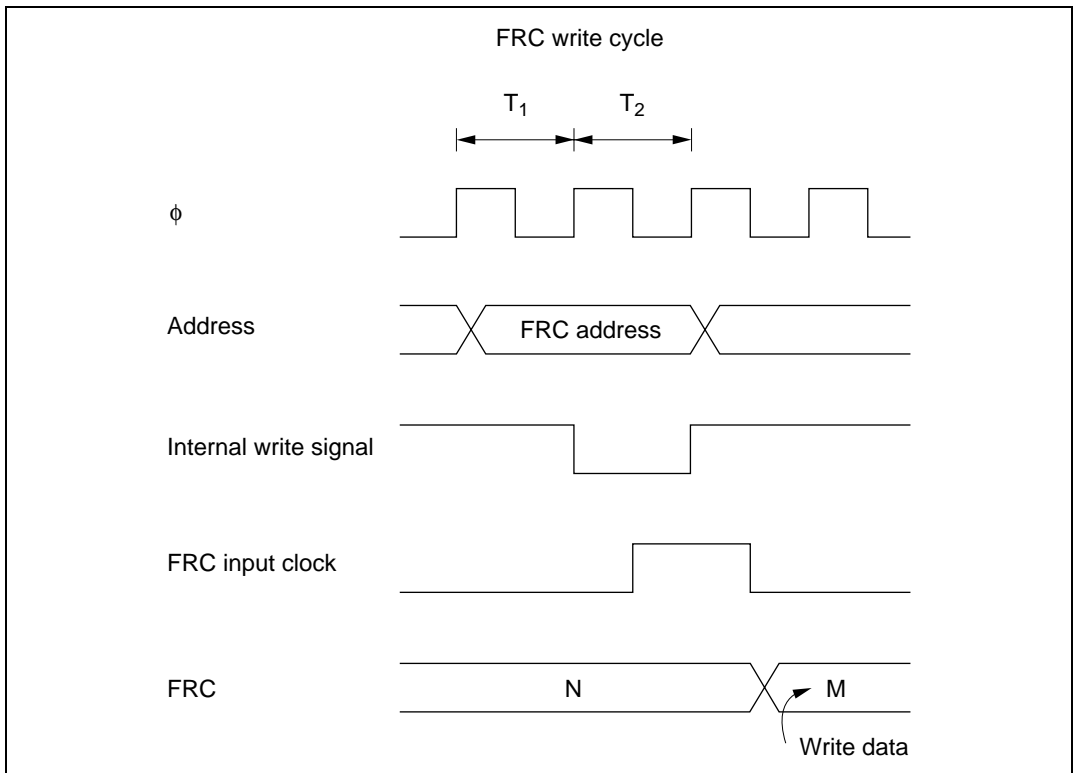 FRC write cycle
T1 T2
φ
Address
FRC address
Internal write signal
FRC input clock
FRC
N
M
Write data